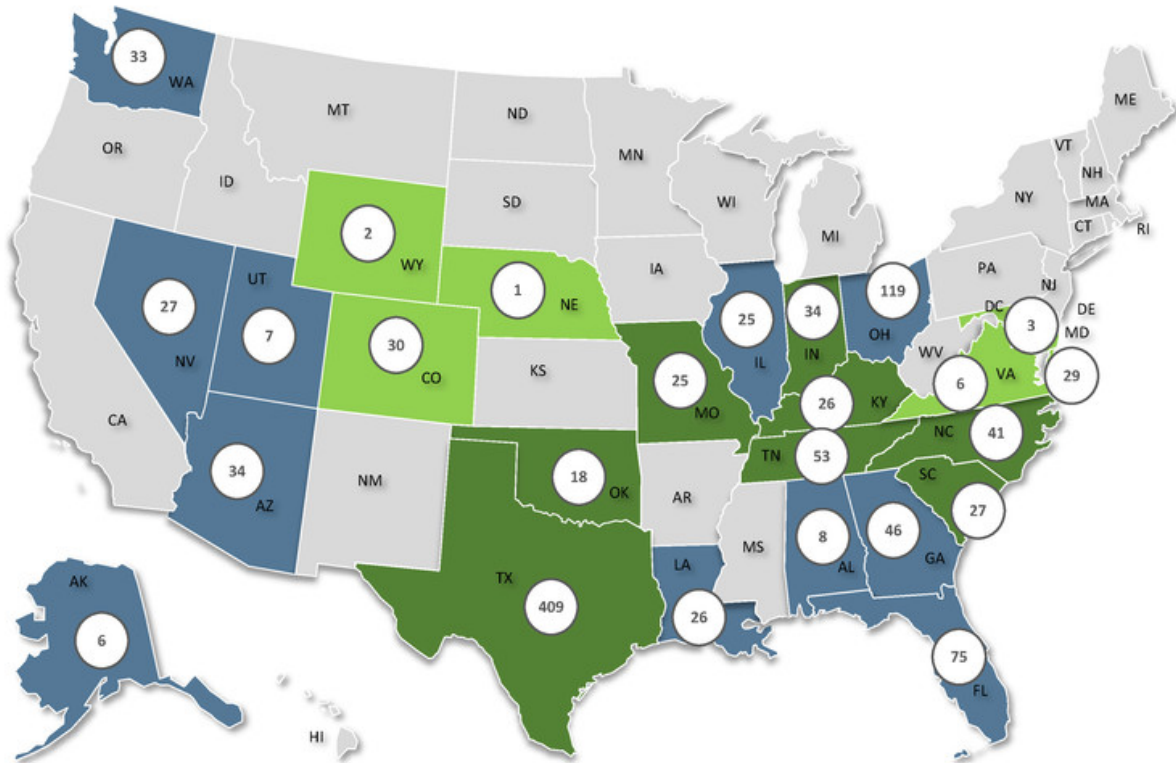 33
WA
MT
ND
MN
ME
OR
ID
SD
WI
MI
VT
NH
NY
MA
CT
RI
2
WY
IA
PA
NJ
1
NE
UT
27
NV
7
30
CO
25
IL
34
IN
119
OH
DC
DE
3
MD
WV
VA
6
29
KS
25
MO
26
KY
CA
NC
41
TN
53
34
AZ
NM
18
OK
AR
SC
27
MS
8
AL
46
GA
TX
409
LA
26
AK
6
75
FL
HI